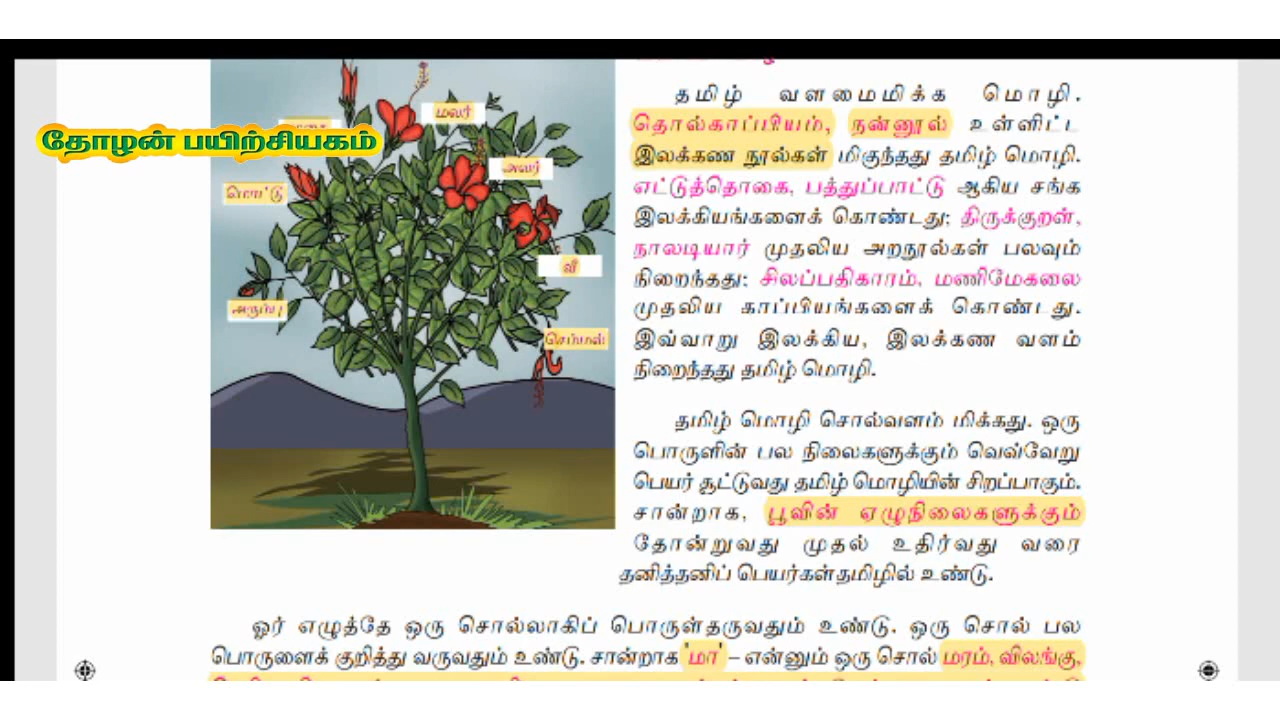 தோழன் பயிற்சியகம்
மலர்
அலர்
மொட்டு
வீ
அரும்பு
செம்மல்
தமிழ் வளமைமிக்க மொழி.
தொல்காப்பியம், நன்னூல் உள்ளிட்ட
இலக்கண நூல்கள் மிகுந்தது தமிழ் மொழி.
எட்டுத்தொகை, பத்துப்பாட்டு ஆகிய சங்க
இலக்கியங்களைக் கொண்டது; திருக்குறள்,
நாலடியார் முதலிய அறநூல்கள் பலவும்
நிறைந்தது; சிலப்பதிகாரம், மணிமேகலை
முதலிய காப்பியங்களைக் கொண்டது.
இவ்வாறு இலக்கிய, இலக்கண வளம்
நிறைந்தது தமிழ் மொழி.
தமிழ் மொழி சொல்வளம் மிக்கது. ஒரு
பொருளின் பல நிலைகளுக்கும் வெவ்வேறு
பெயர் சூட்டுவது தமிழ் மொழியின் சிறப்பாகும்.
சான்றாக, பூவின் ஏழுநிலைகளுக்கும்
தோன்றுவது முதல் உதிர்வது வரை
தனித்தனிப் பெயர்கள்தமிழில் உண்டு.
ஓர் எழுத்தே ஒரு சொல்லாகிப் பொருள்தருவதும் உண்டு. ஒரு சொல் பல
பொருளைக் குறித்து வருவதும் உண்டு. சான்றாக 'மா' – என்னும் ஒரு சொல் மரம், விலங்கு,